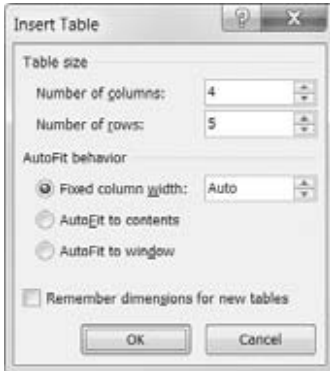 Insert Table
Table size
Number of columns: 4
Number of rows: 5
AutoFit behavior
Fixed column width: Auto
AutoFit to contents
AutoFit to window
Remember dimensions for new tables
OK Cancel